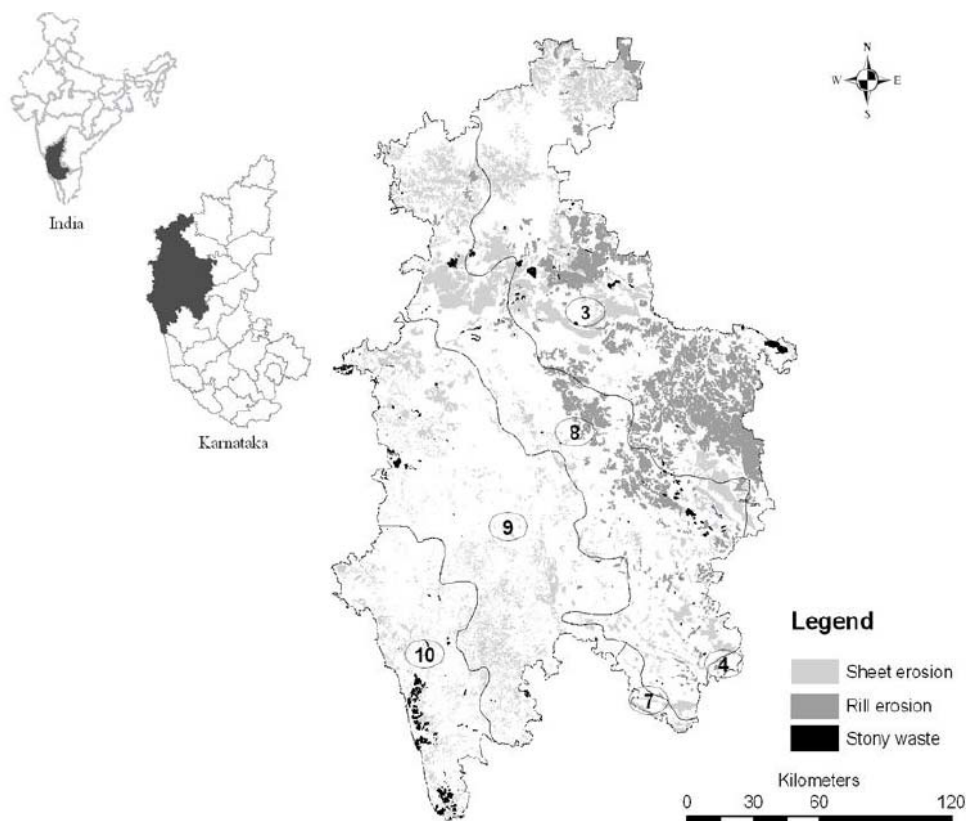 India
Karnataka
N
W E
S
3
8
9
10
4
7
Legend
Sheet erosion
Rill erosion
Stony waste
Kilometers
0 30 60 120